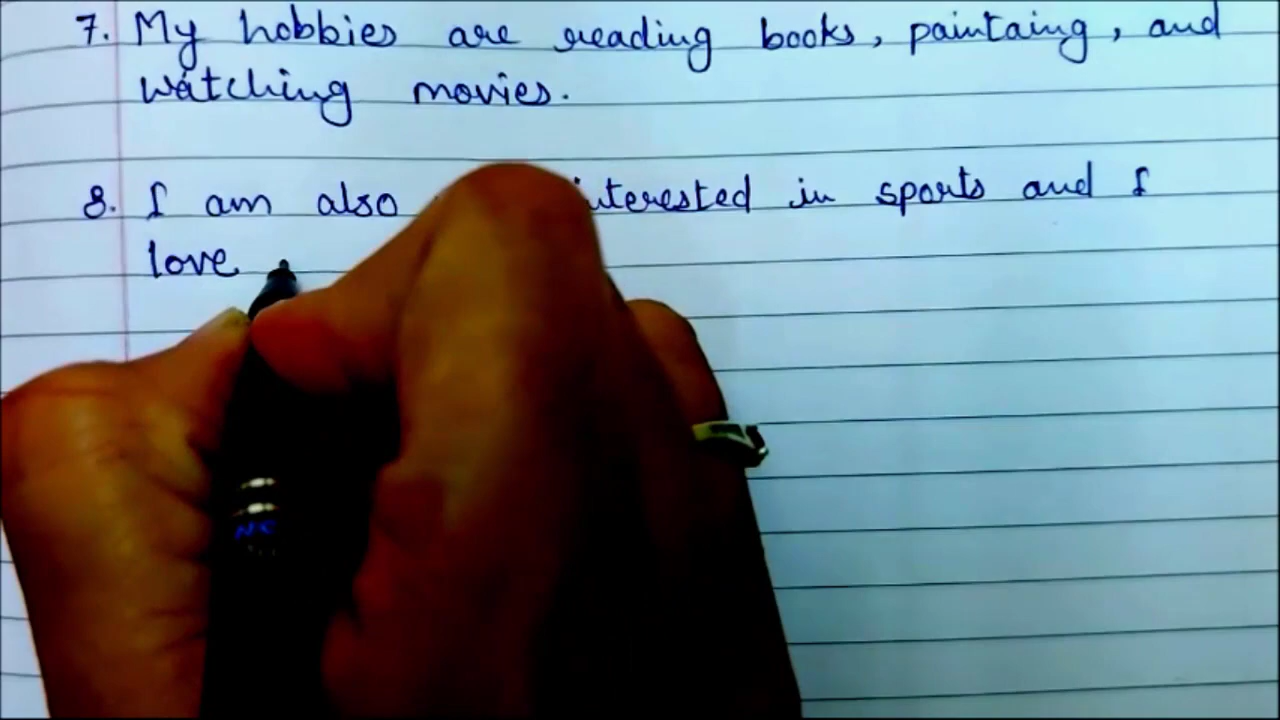 7. My hobbies are reading books, paintaing, and
watching movies.
8. I am also interested in sports and I
love